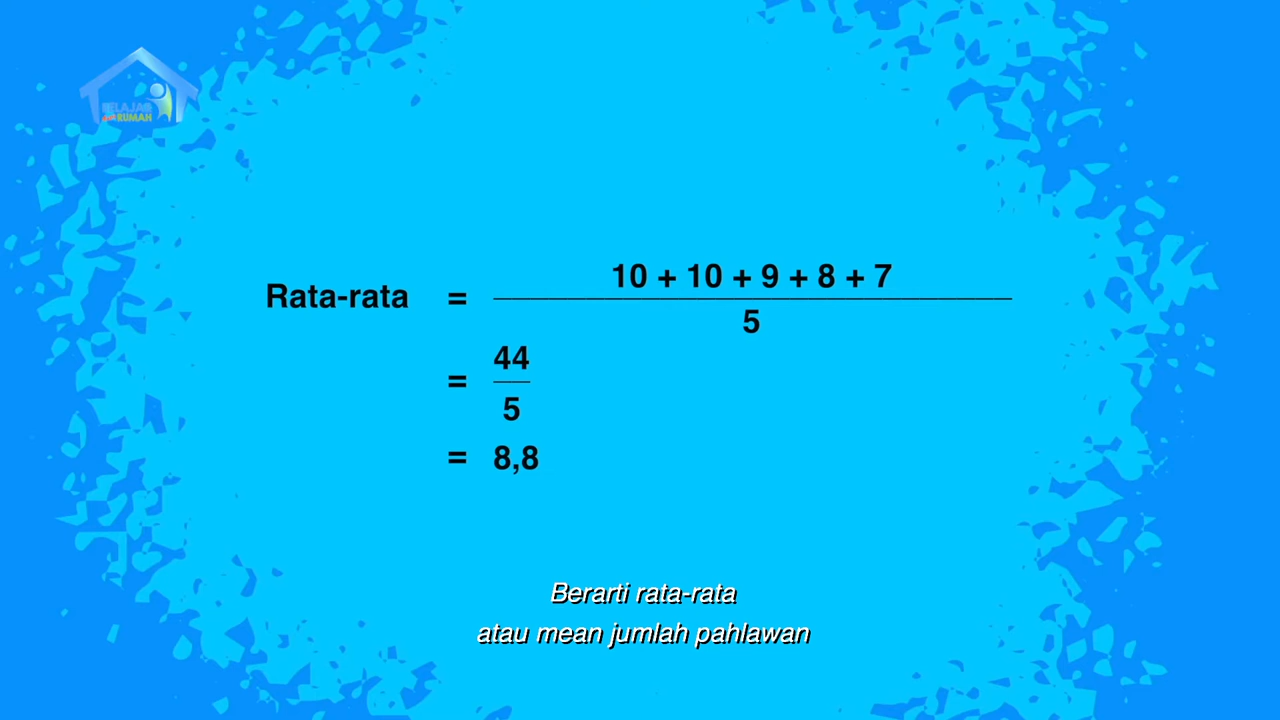 BELAJAR
dari RUMAH
10 + 10 + 9 + 8 + 7
Rata-rata =
5
44
=
5
= 8,8
Berarti rata-rata
atau mean jumlah pahlawan